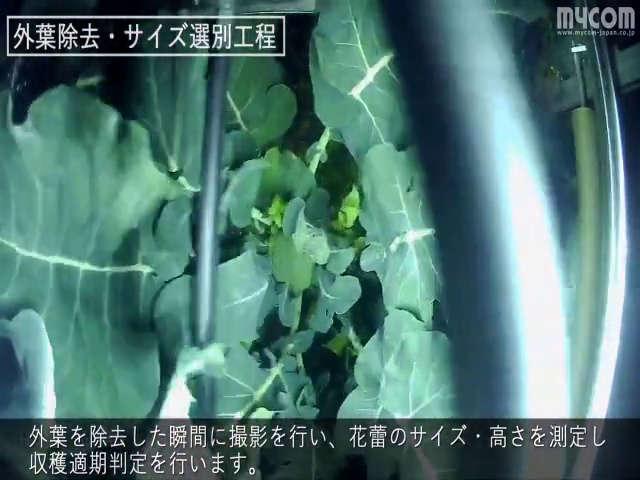 外葉除去・サイズ選別工程
mycom
www.mycom-japan.co.jp
外葉を除去した瞬間に撮影を行い、花蕾のサイズ・高さを測定し
収穫適期判定を行います。